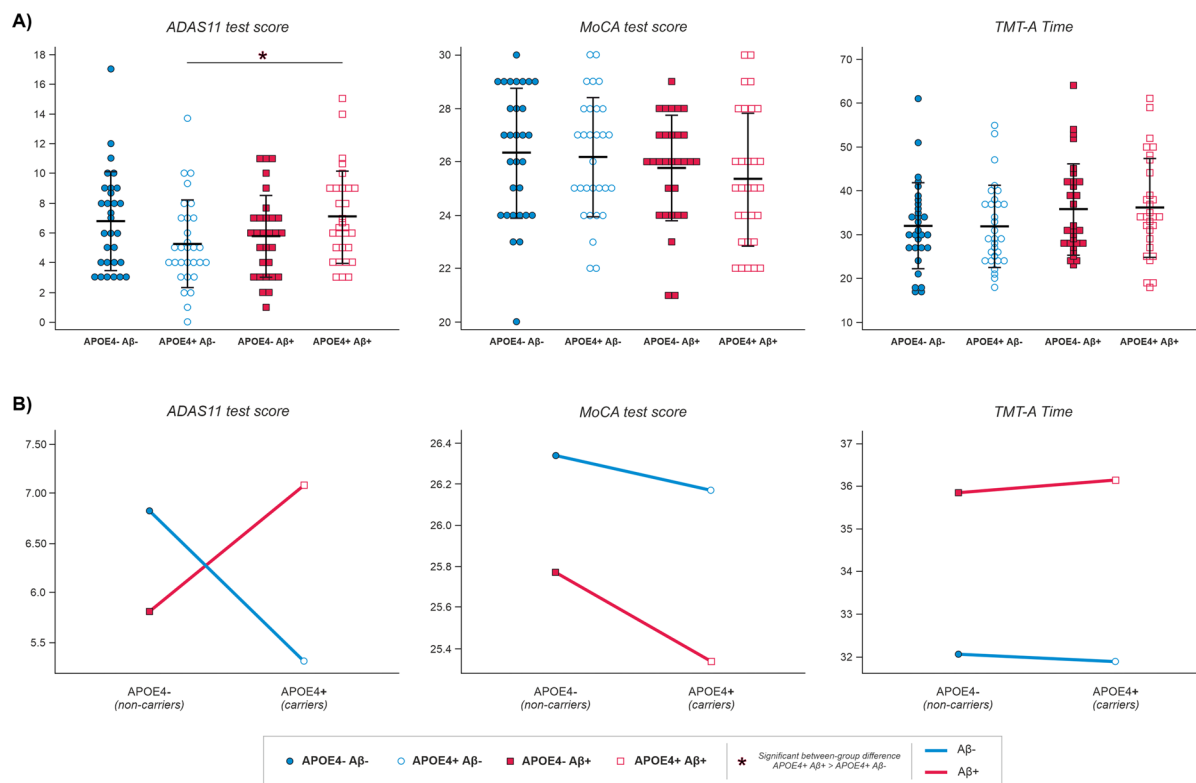 A)
ADAS11 test score
MoCA test score
TMT-A Time
*
18
16
14
12
10
8
6
4
2
0
APOE4- Aβ-
APOE4+ Aβ-
APOE4- Aβ+
APOE4+ Aβ+
30
28
26
24
22
20
APOE4- Aβ-
APOE4+ Aβ-
APOE4- Aβ+
APOE4+ Aβ+
70
60
50
40
30
20
10
APOE4- Aβ-
APOE4+ Aβ-
APOE4- Aβ+
APOE4+ Aβ+
B)
ADAS11 test score
MoCA test score
TMT-A Time
7.50
7.00
6.50
6.0
5.5
APOE4-
(non-carriers)
APOE4+
(carriers)
26.4
26.2
26.0
25.8
25.6
25.4
APOE4-
(non-carriers)
APOE4+
(carriers)
37
36
35
34
33
32
APOE4-
(non-carriers)
APOE4+
(carriers)
APOE4- Aβ-
APOE4+ Aβ-
APOE4- Aβ+
APOE4+ Aβ+
*
Significant between-group difference
APOE4+ Aβ+ > APOE4+ Aβ-
Aβ-
Aβ+